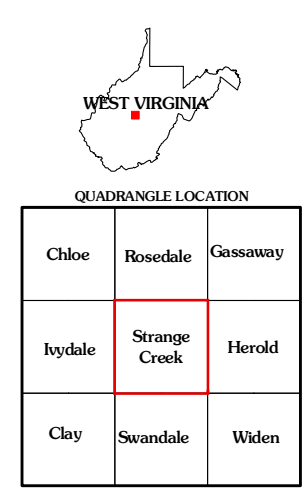 WEST VIRGINIA
QUADRANGLE LOCATION
Chloe Rosedale Gassaway
Ivydale Strange Creek Herold
Clay Swandale Widen